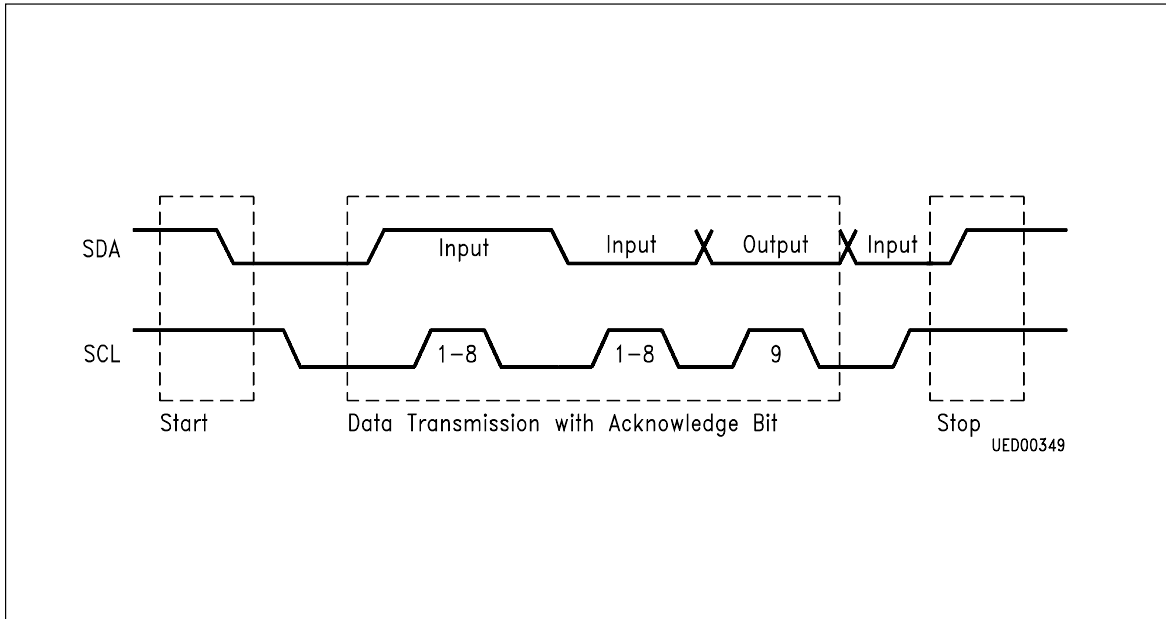 SDA Input Input Output Input
SCL 1-8 1-8 9
Start Data Transmission with Acknowledge Bit Stop
UED00349